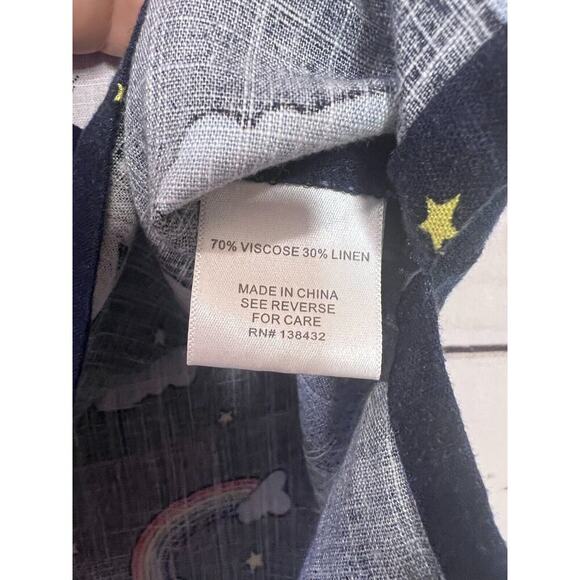 70% VISCOSE 30% LINEN
MADE IN CHINA
SEE REVERSE
FOR CARE
RN# 138432